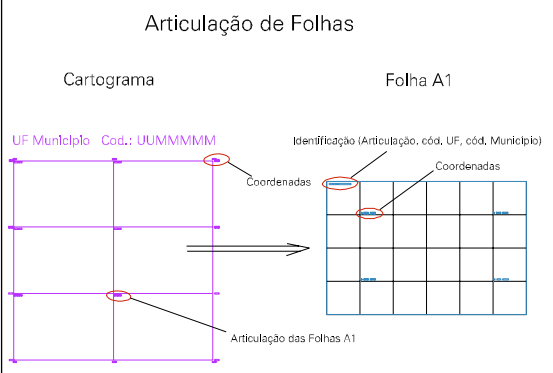 Articulação de Folhas
Cartograma
Folha A1
UF Município Cod.: UUMMMMM
Identificação (Articulação, cód. UF, cód. Município)
Coordenadas
Coordenadas
Articulação das Folhas A1